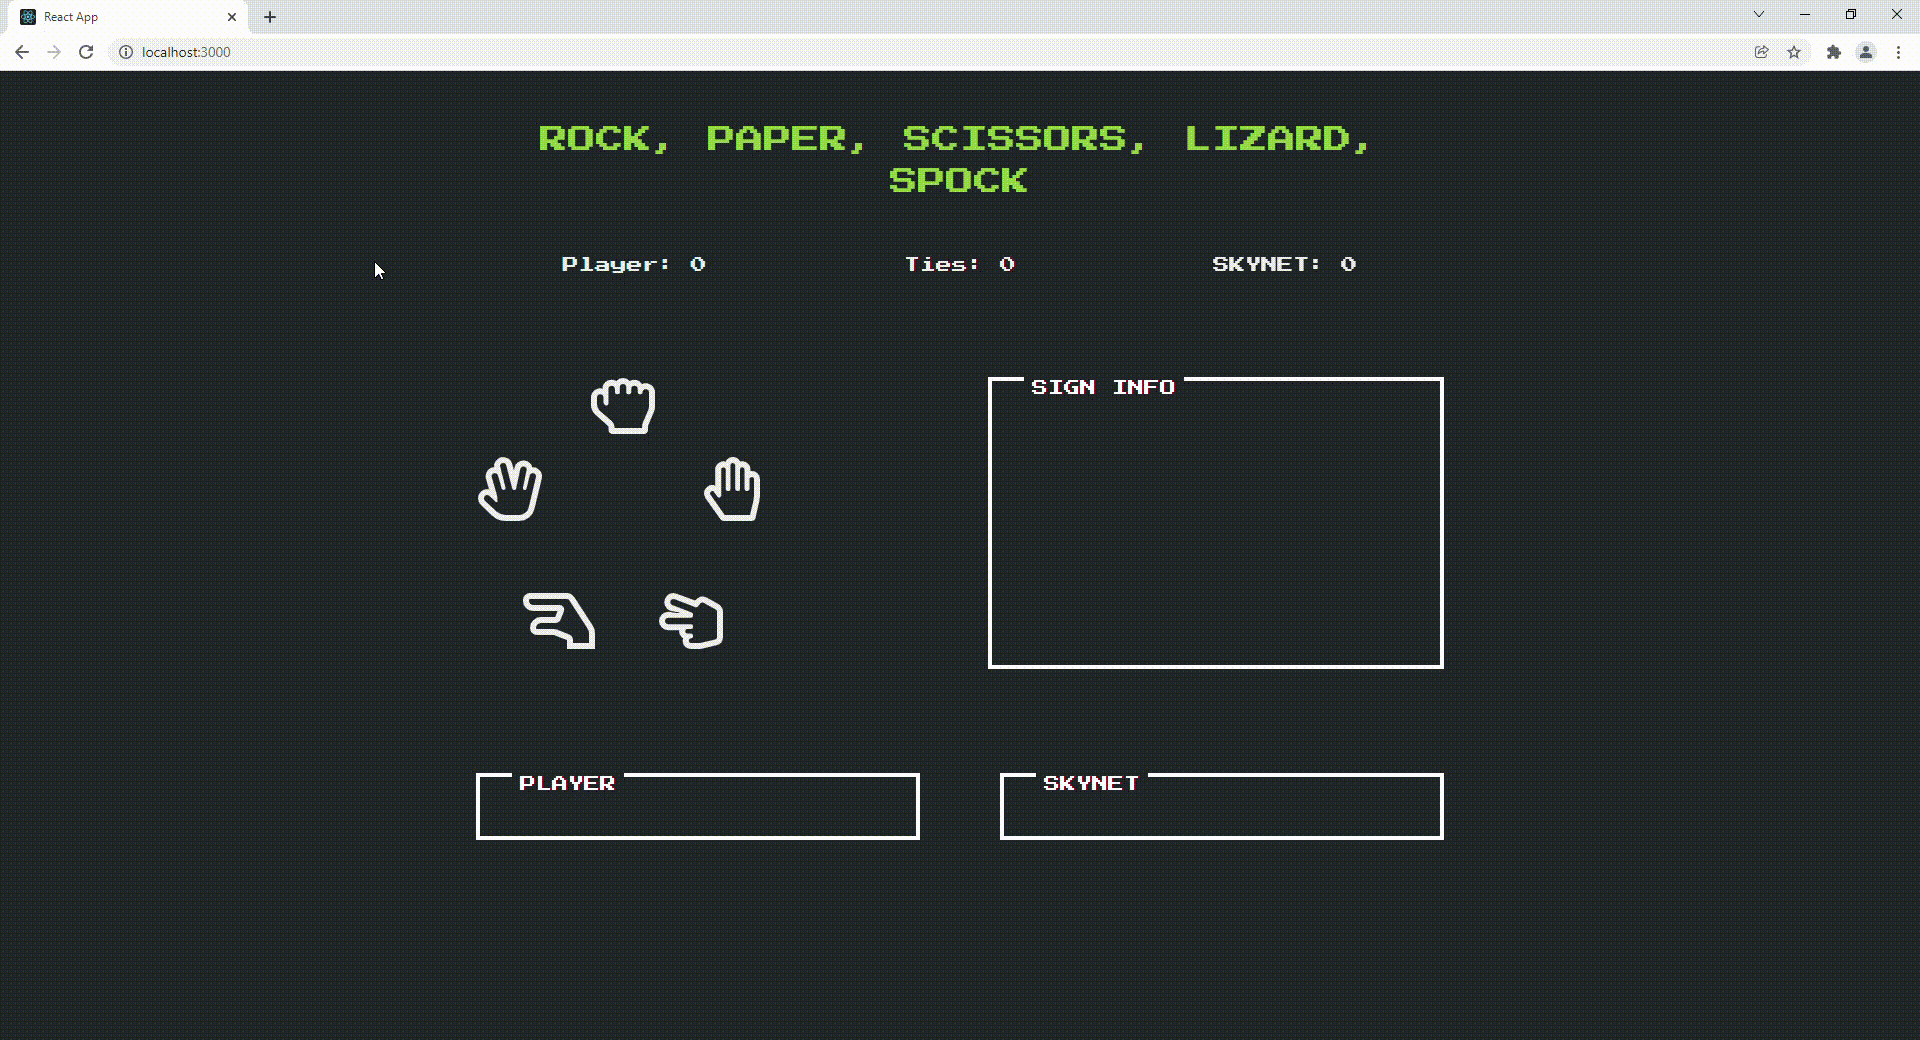 React App
localhost:3000
ROCK, PAPER, SCISSORS, LIZARD,
SPOCK
Player: 0
Ties: 0
SKYNET: 0
SIGN INFO
PLAYER
SKYNET